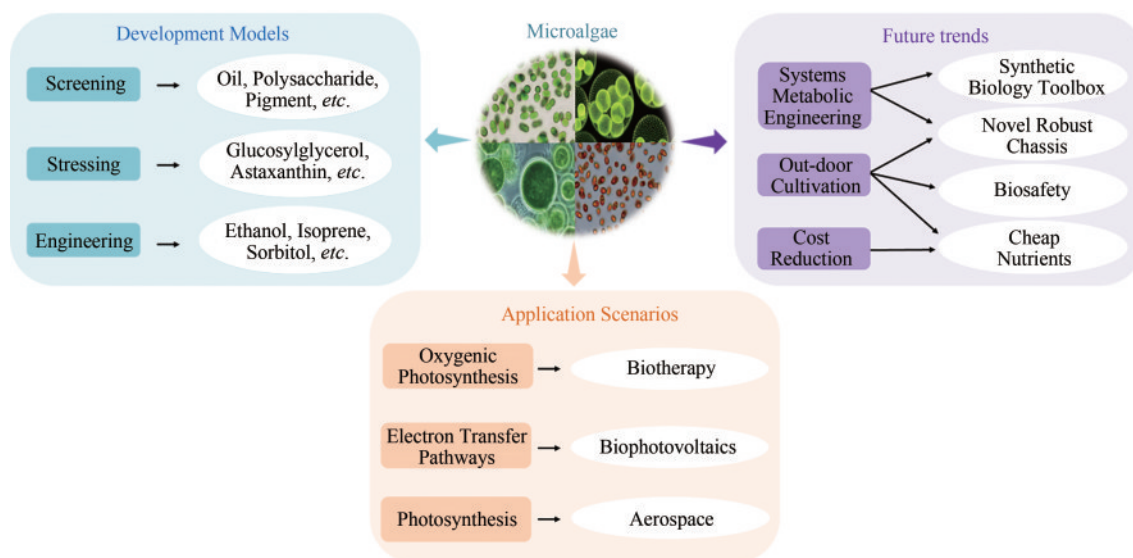 Development Models
Screening
Oil, Polysaccharide,
Pigment, etc.
Stressing
Glucosylglycerol,
Astaxanthin, etc.
Engineering
Ethanol, Isoprene,
Sorbitol, etc.
Microalgae
Future trends
Systems
Metabolic
Engineering
Synthetic
Biology Toolbox
Novel Robust
Chassis
Out-door
Cultivation
Biosafety
Cost
Reduction
Cheap
Nutrients
Application Scenarios
Oxygenic
Photosynthesis
Biotherapy
Electron Transfer
Pathways
Biophotovoltaics
Photosynthesis
Aerospace